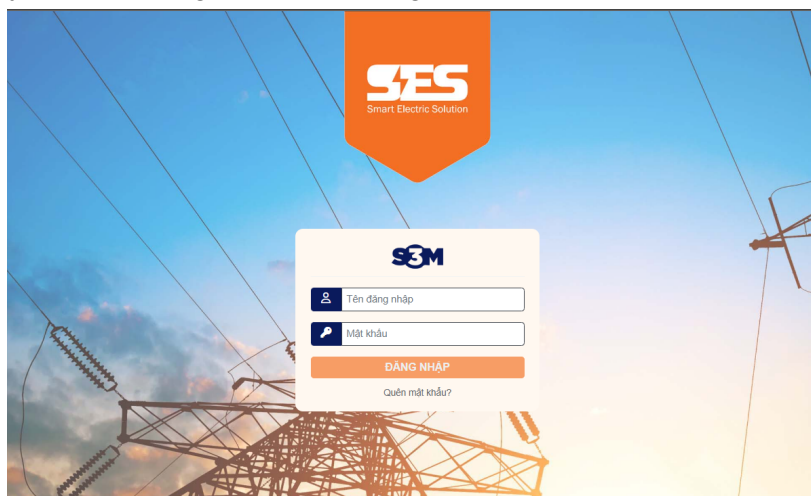 SES
Smart Electric Solution
S3M
Tên đăng nhập
Mật khẩu
ĐĂNG NHẬP
Quên mật khẩu?